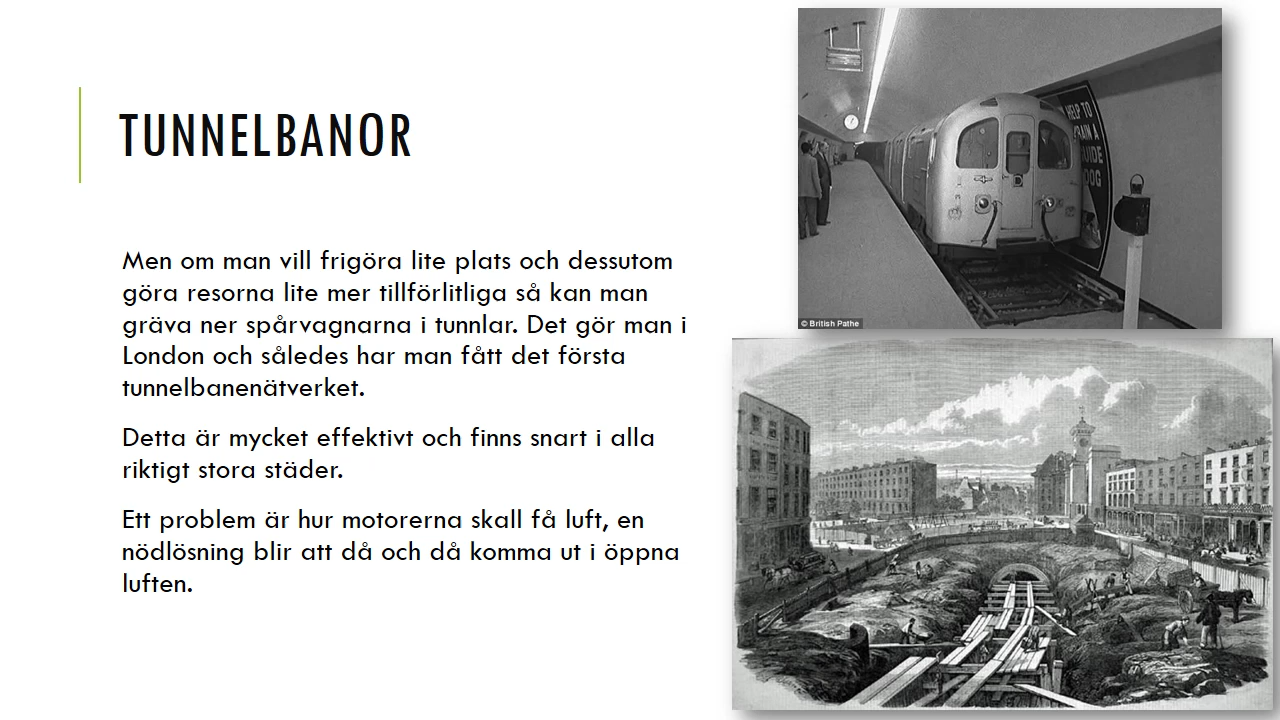 TUNNELBANOR
Men om man vill frigöra lite plats och dessutom
göra resorna lite mer tillförlitliga så kan man
gräva ner spårvagnarna i tunnlar. Det gör man i
London och således har man fått det första
tunnelbanenätverket.
Detta är mycket effektivt och finns snart i alla
riktigt stora städer.
Ett problem är hur motorerna skall få luft, en
nödlösning blir att då och då komma ut i öppna
luften.
HELP TO
A
DOG
D
© British Pathe